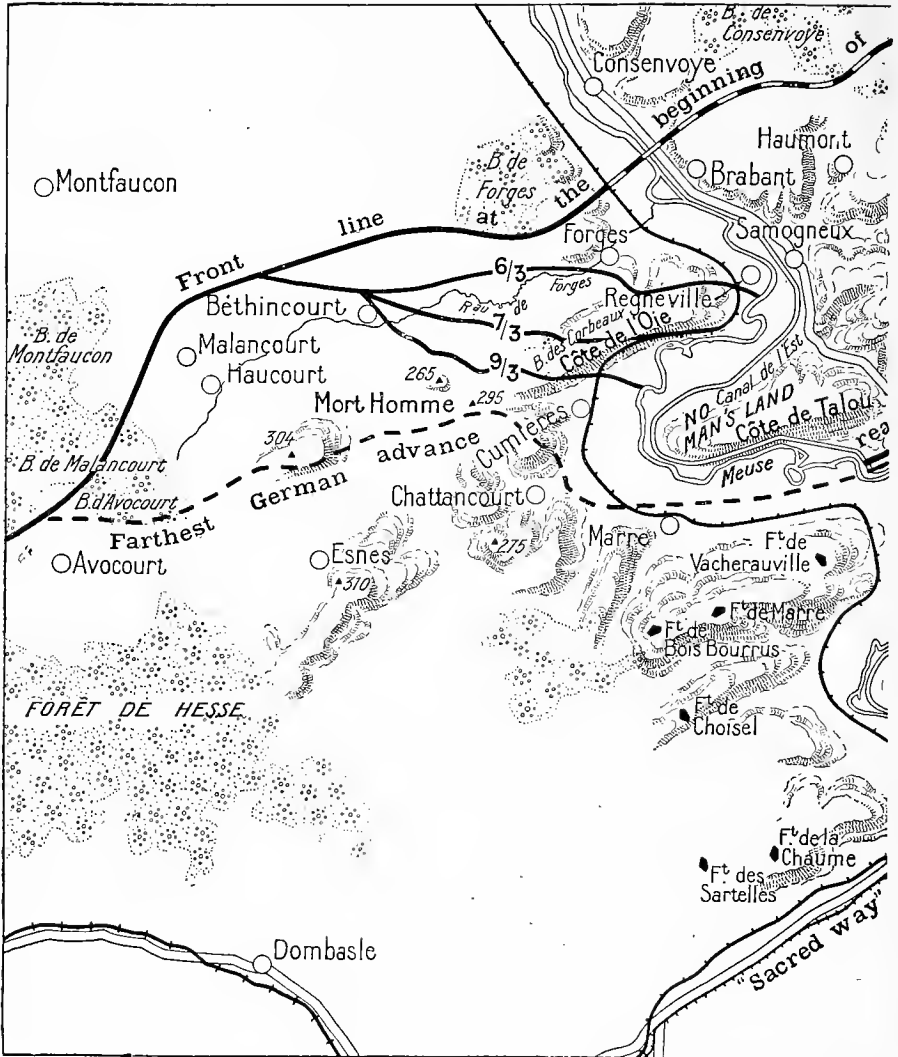 B. de
Consenvoye
Consenvoye
of
beginning
Haumont
Brabant
Montfaucon
B. de
Forges
the
at
line
Front
Forges
Samogneux
6/3
Forges
Rau de
Regneville
Béthincourt
7/3
B. des Corbeaux
Côte de l'Oie
B. de
Montfaucon
Malancourt
Haucourt
9/3
265
Canal de l'Est
NO
MAN'S LAND
Côte de Talou
Mort Homme
295
Cumières
304
advance
rea
B. de Malancourt
German
Meuse
B. d'Avocourt
Chattancourt
Farthest
Marre
275
Ft de
Vacherauville
Avocourt
Esnes
310
Ft de Marre
Ft de
Bois Bourrus
FORÊT DE HESSE
Ft de
Choisel
Ft de la
Chaume
Ft des
Sartelles
"Sacred way"
Dombasle